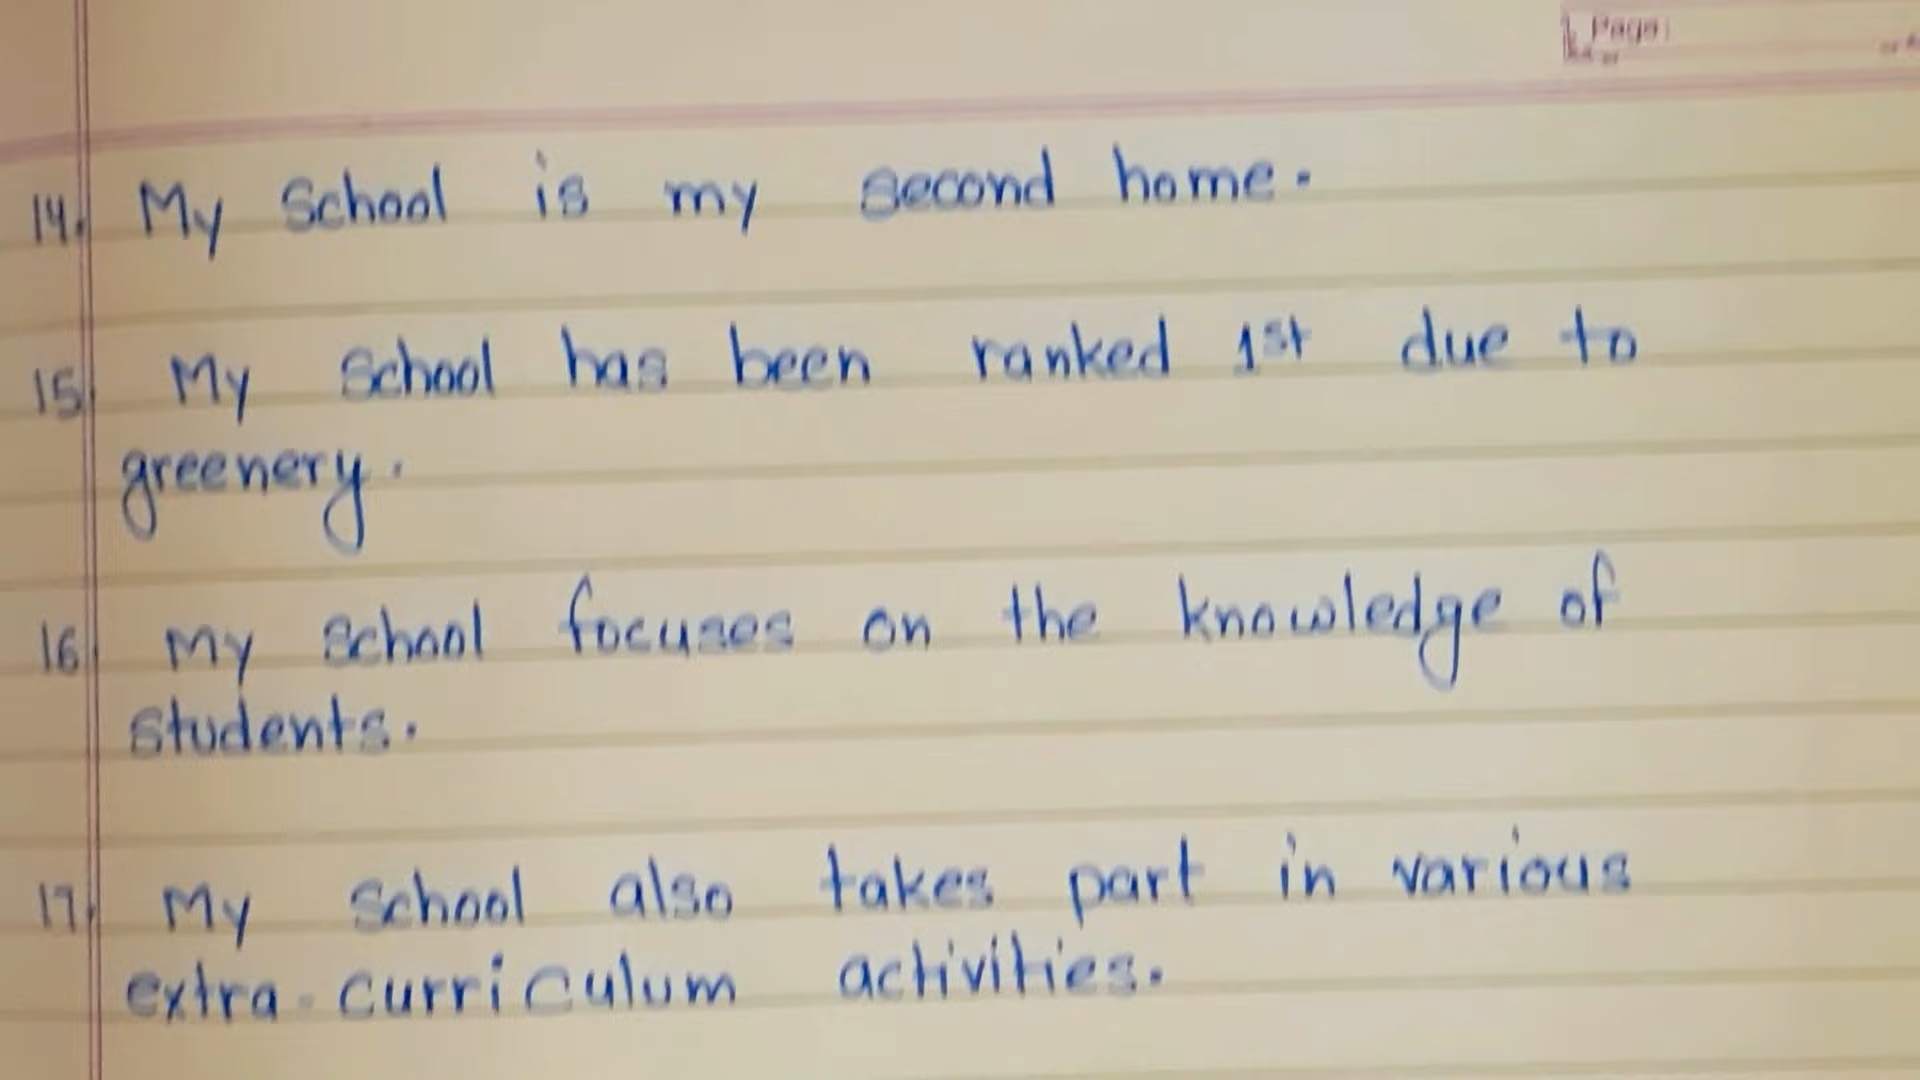 Page:
14. My School is my second home.
15. My School has been ranked 1st due to
greenery.
16. My School focuses on the knowledge of
students.
17. My School also takes part in various
extra-curriculum activities.